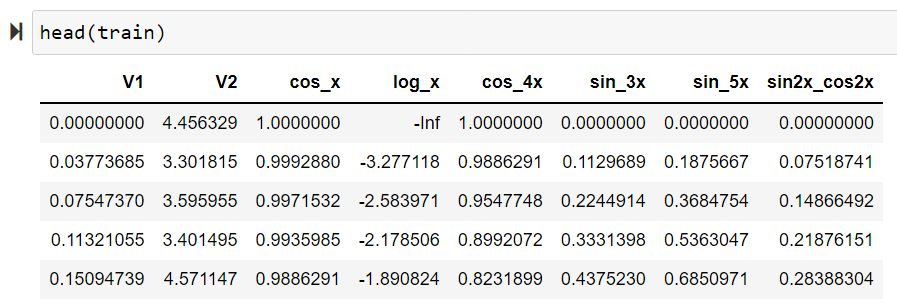 head(train)
V1 V2 cos_x log_x cos_4x sin_3x sin_5x sin2x_cos2x
0.00000000 4.456329 1.0000000 -Inf 1.0000000 0.0000000 0.0000000 0.00000000
0.03773685 3.301815 0.9992880 -3.277118 0.9886291 0.1129689 0.1875667 0.07518741
0.07547370 3.595955 0.9971532 -2.583971 0.9547748 0.2244914 0.3684754 0.14866492
0.11321055 3.401495 0.9935985 -2.178506 0.8992072 0.3331398 0.5363047 0.21876151
0.15094739 4.571147 0.9886291 -1.890824 0.8231899 0.4375230 0.6850971 0.28388304